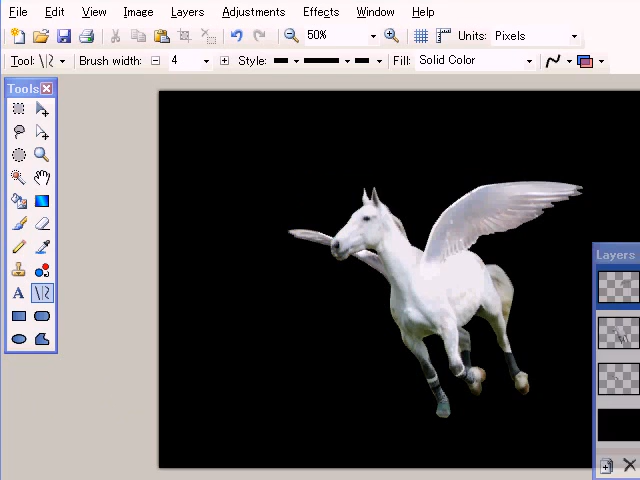 File Edit View Image Layers Adjustments Effects Window Help
50% Units: Pixels
Tool: Brush width: 4 Style: Fill: Solid Color
Tools
Layers
A